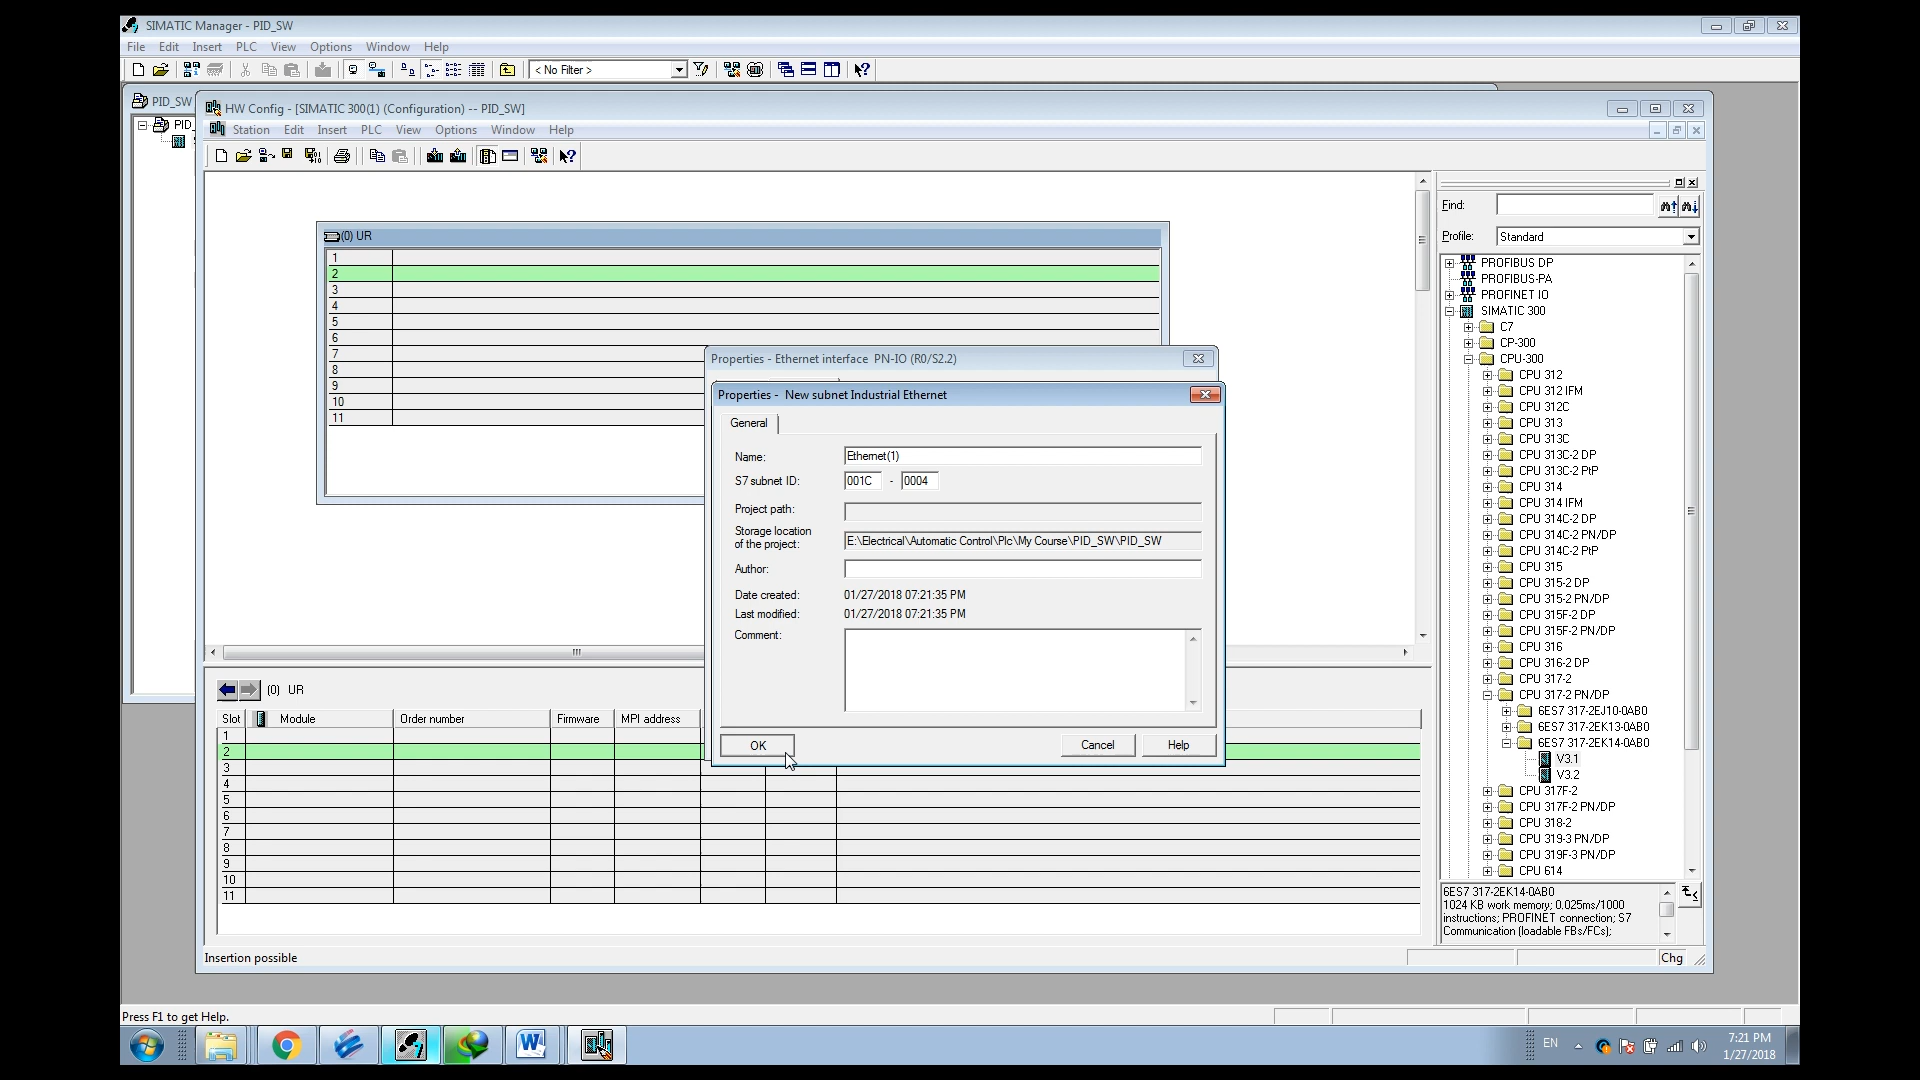 SIMATIC Manager - PID_SW
File Edit Insert PLC View Options Window Help
< No Filter >
PID_SW
HW Config - [SIMATIC 300(1) (Configuration) -- PID_SW]
PID_
Station Edit Insert PLC View Options Window Help
Find:
Profile: Standard
(0) UR
1
2
3
4
5
6
7
8
9
10
11
Properties - Ethernet interface PN-IO (R0/S2.2)
Properties - New subnet Industrial Ethernet
General
Name: Ethernet(1)
S7 subnet ID: 001C - 0004
Project path:
Storage location
of the project: E:\Electrical\Automatic Control\Plc\My Course\PID_SW\PID_SW
Author:
Date created: 01/27/2018 07:21:35 PM
Last modified: 01/27/2018 07:21:35 PM
Comment:
OK Cancel Help
PROFIBUS DP
PROFIBUS-PA
PROFINET IO
SIMATIC 300
C7
CP-300
CPU-300
CPU 312
CPU 312 IFM
CPU 312C
CPU 313
CPU 313C
CPU 313C-2 DP
CPU 313C-2 PtP
CPU 314
CPU 314 IFM
CPU 314C-2 DP
CPU 314C-2 PN/DP
CPU 314C-2 PtP
CPU 315
CPU 315-2 DP
CPU 315-2 PN/DP
CPU 315F-2 DP
CPU 315F-2 PN/DP
CPU 316
CPU 316-2 DP
CPU 317-2
CPU 317-2 PN/DP
6ES7 317-2EJ10-0AB0
6ES7 317-2EK13-0AB0
6ES7 317-2EK14-0AB0
V3.1
V3.2
CPU 317F-2
CPU 317F-2 PN/DP
CPU 318-2
CPU 319-3 PN/DP
CPU 319F-3 PN/DP
CPU 614
6ES7 317-2EK14-0AB0
1024 KB work memory; 0.025ms/1000
instructions; PROFINET connection; S7
Communication (loadable FBs/FCs);
(0) UR
Slot Module Order number Firmware MPI address
1
2
3
4
5
6
7
8
9
10
11
Insertion possible
Chg
Press F1 to get Help.
EN
7:21 PM
1/27/2018